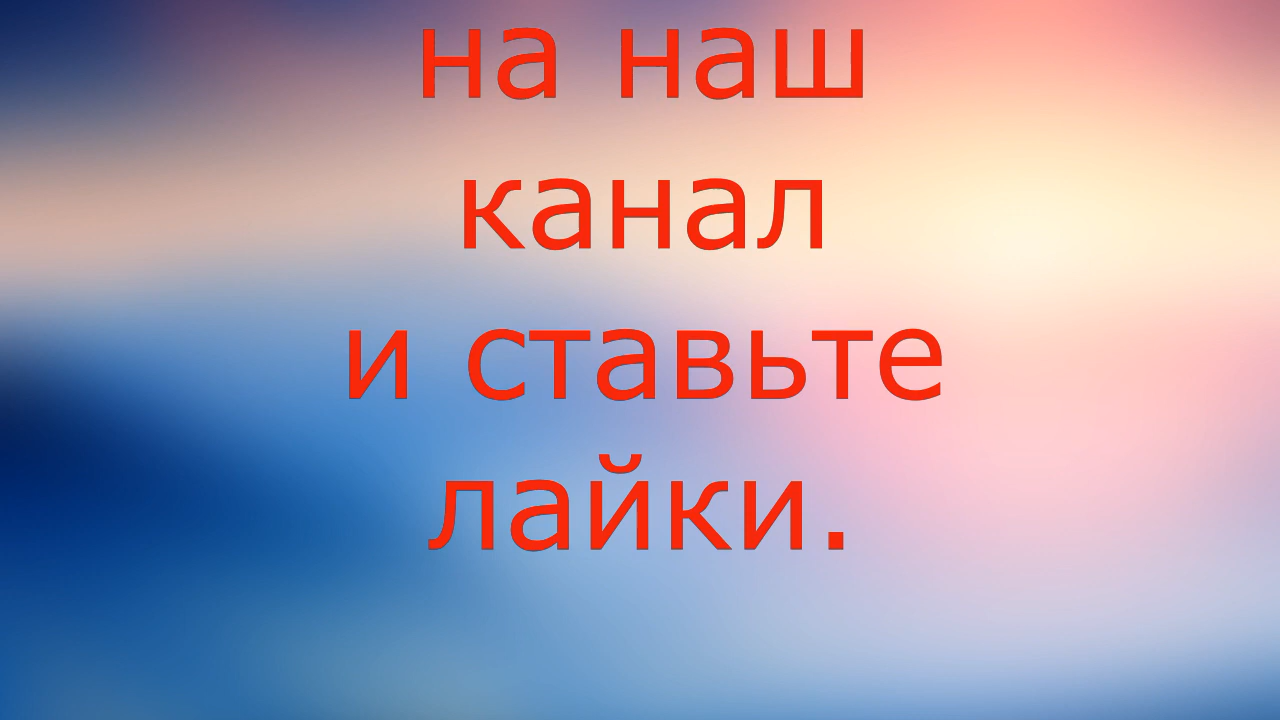 на наш
канал
и ставьте
лайки.